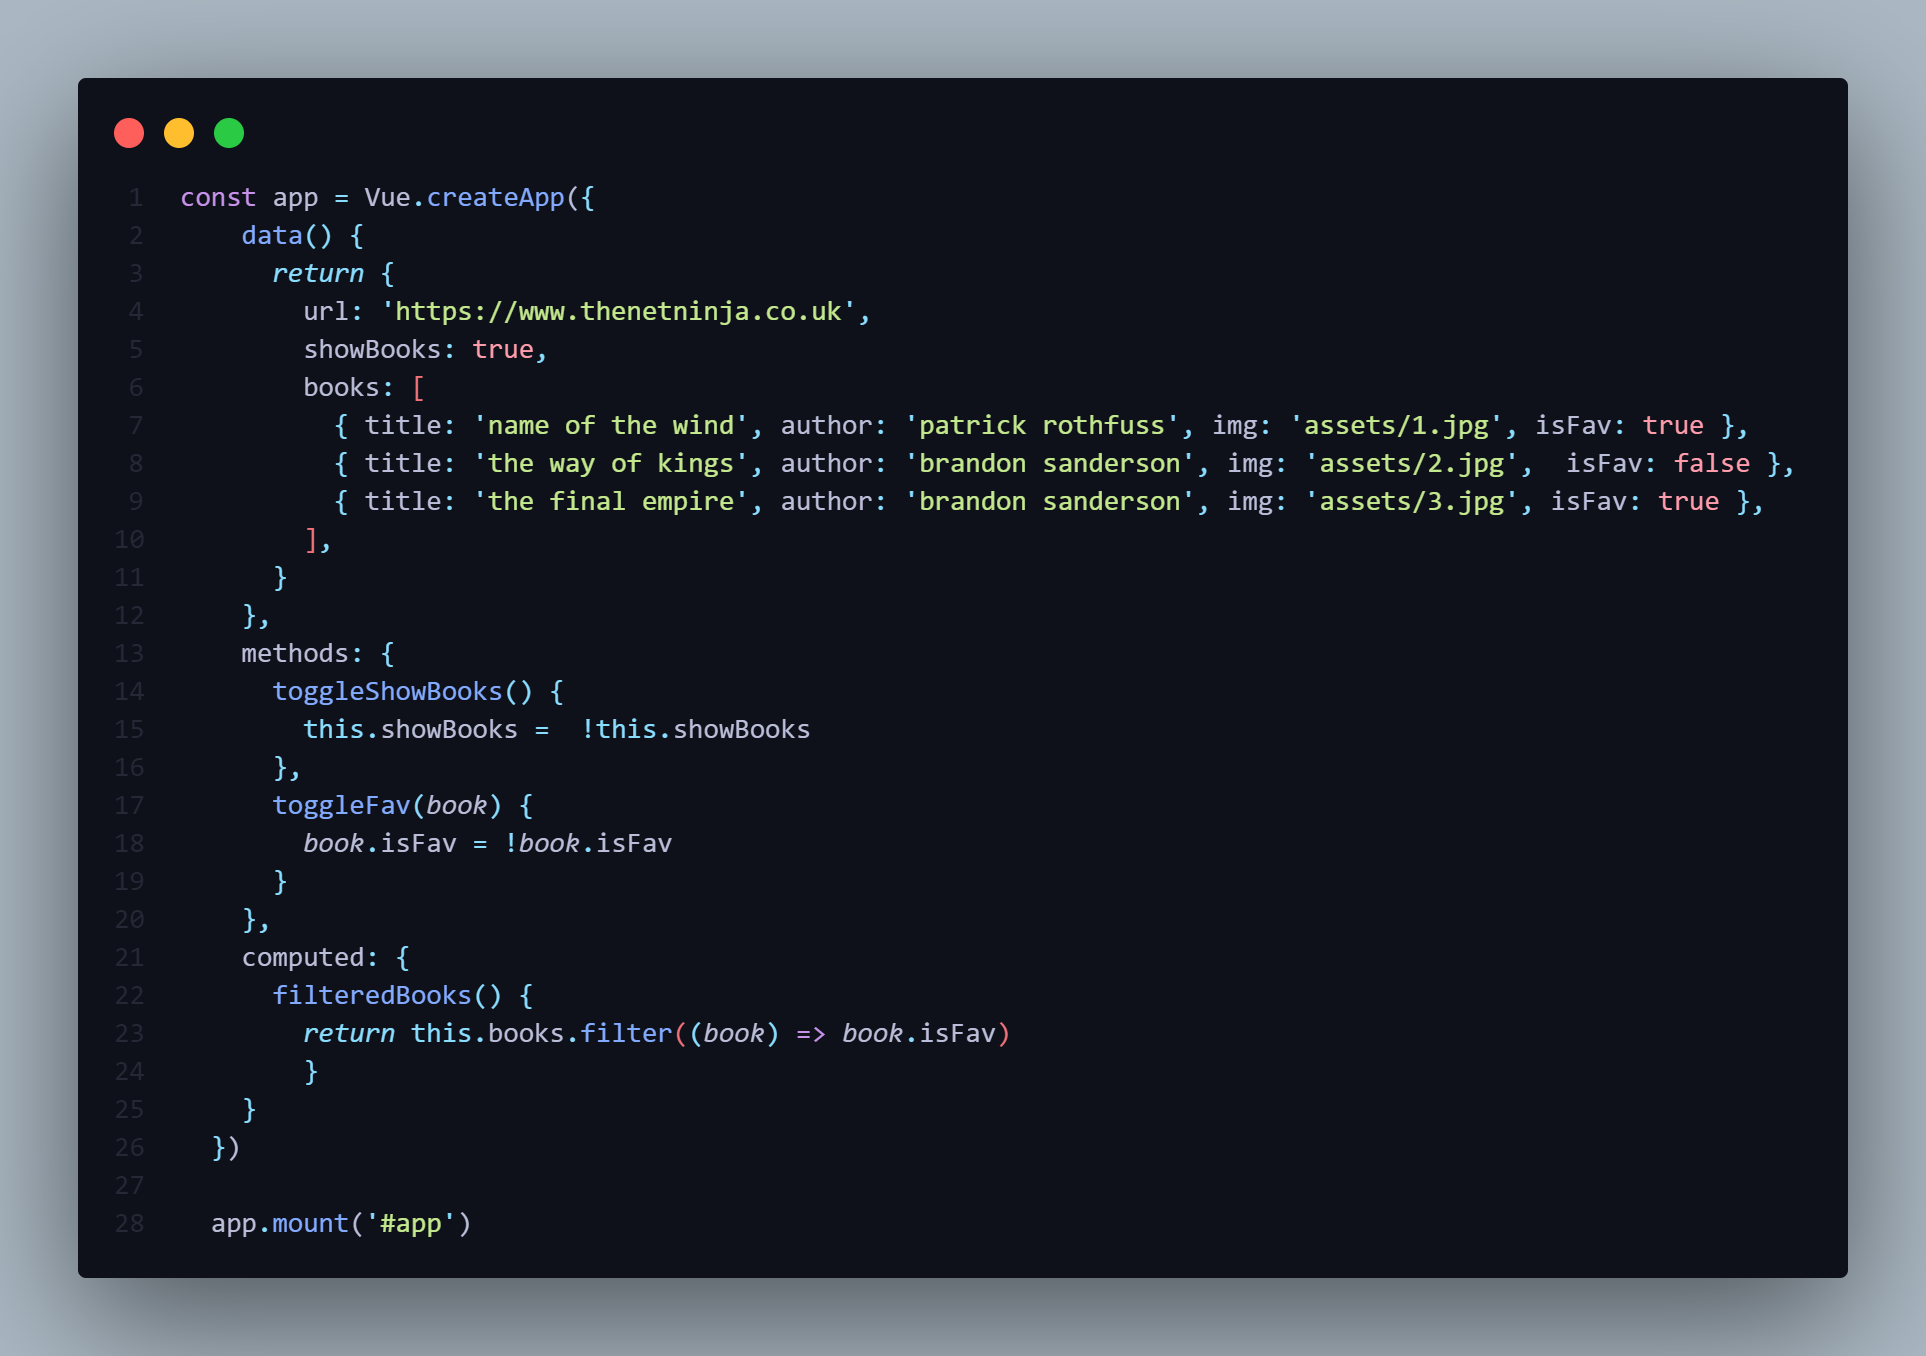 1 const app = Vue.createApp({
2     data() {
3       return {
4         url: 'https://www.thenetninja.co.uk',
5         showBooks: true,
6         books: [
7           { title: 'name of the wind', author: 'patrick rothfuss', img: 'assets/1.jpg', isFav: true },
8           { title: 'the way of kings', author: 'brandon sanderson', img: 'assets/2.jpg',  isFav: false },
9           { title: 'the final empire', author: 'brandon sanderson', img: 'assets/3.jpg', isFav: true },
10         ],
11       }
12     },
13     methods: {
14       toggleShowBooks() {
15         this.showBooks =  !this.showBooks
16       },
17       toggleFav(book) {
18         book.isFav = !book.isFav
19       }
20     },
21     computed: {
22       filteredBooks() {
23         return this.books.filter((book) => book.isFav)
24         }
25     }
26   })
27
28   app.mount('#app')